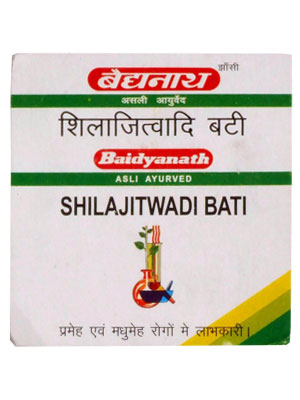 झाँसी
बैद्यनाथ
असली आयुर्वेद
शिलाजित्वादि बटी
Baidyanath
ASLI AYURVED
SHILAJITWADI BATI
प्रमेह एवं मधुमेह रोगों मे लाभकारी।